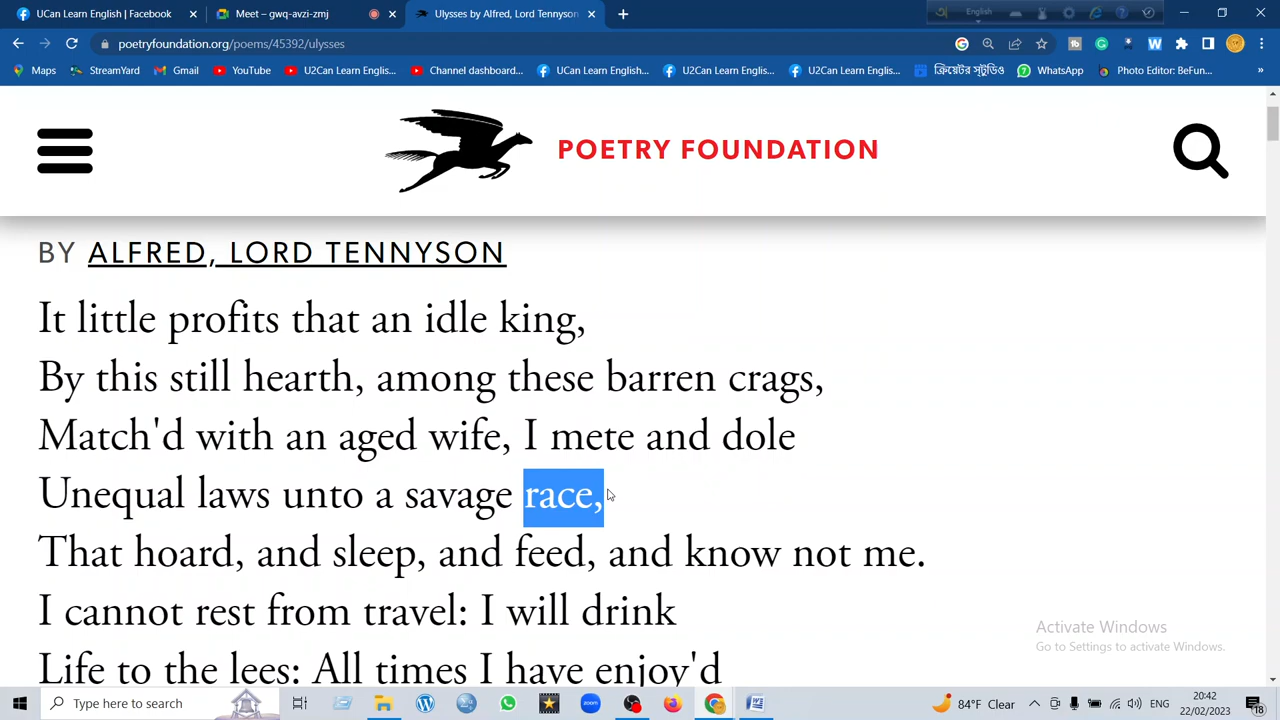 UCan Learn English | Facebook
Meet – gwq-avzi-mzj
Ulysses by Alfred, Lord Tennyson
English
poetryfoundation.org/poems/45392/ulysses
Maps
StreamYard
Gmail
YouTube
U2Can Learn Englis...
Channel dashboard...
UCan Learn English...
U2Can Learn Englis...
U2Can Learn Englis...
ক্রিয়েটর স্টুডিও
WhatsApp
Photo Editor: BeFun...
»
POETRY FOUNDATION
BY ALFRED, LORD TENNYSON
It little profits that an idle king,
By this still hearth, among these barren crags,
Match'd with an aged wife, I mete and dole
Unequal laws unto a savage race,
That hoard, and sleep, and feed, and know not me.
I cannot rest from travel: I will drink
Life to the lees: All times I have enjoy'd
Activate Windows
Go to Settings to activate Windows.
Type here to search
84°F Clear
ENG
20:42
22/02/2023
18